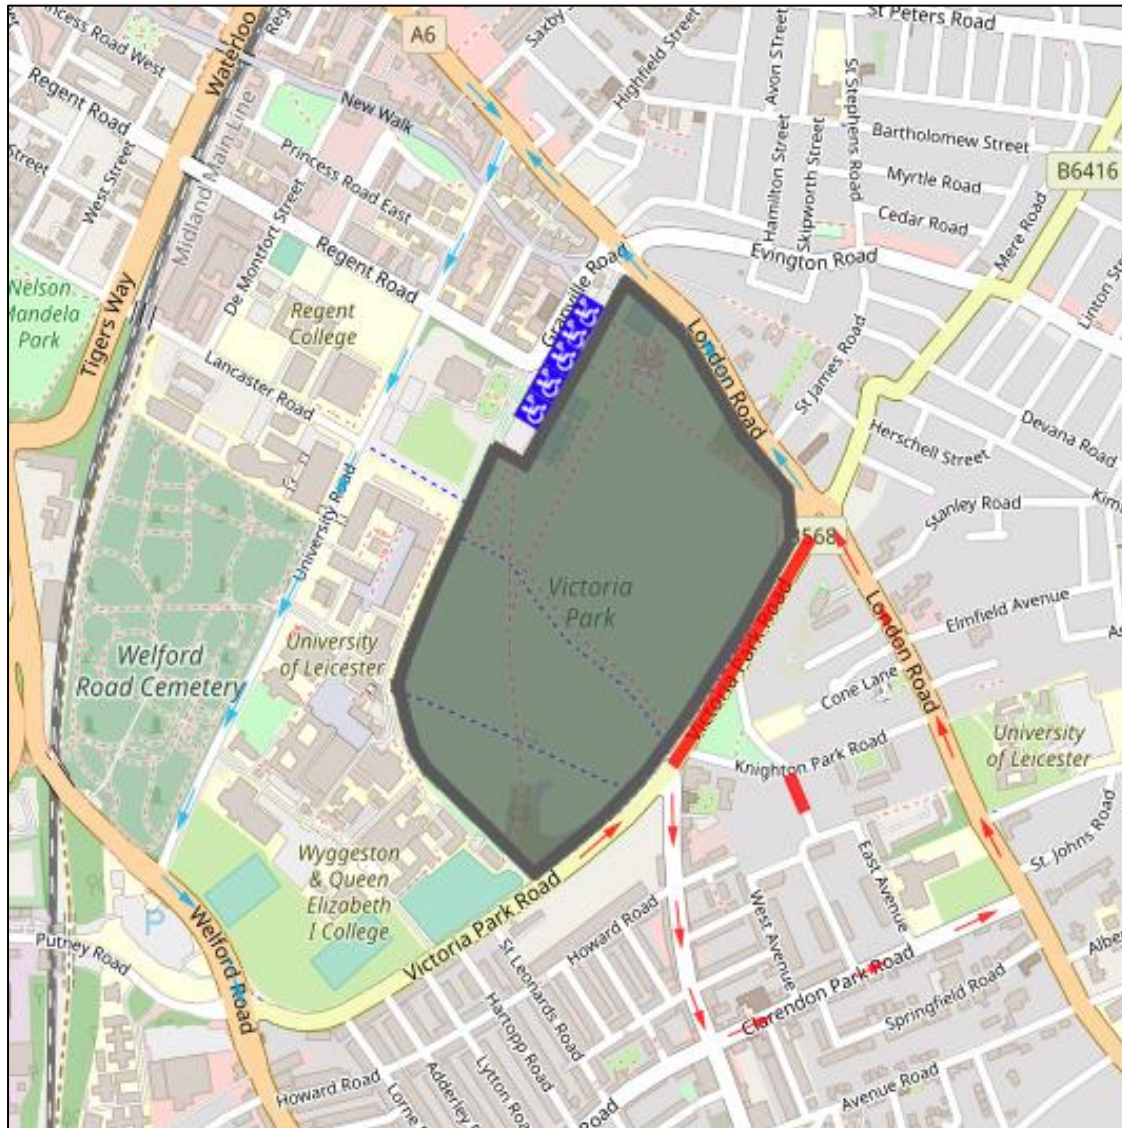 St Peters Road
A6
Waterloo
Princess Road West
Saxby
Highfield Street
Avon STreet
St Stephens Road
Regent Road
New Walk
Midland Main Line
Bartholomew Street
B6416
Street
West Street
Princess Road East
Hamilton Street
Skipworth Street
Myrtle Road
Cedar Road
Mere Road
De Montfort Street
Regent Road
Granville Road
Evington Road
Linton Stre
Nelson
Mandela
Park
Tigers Way
Regent
College
London Road
St James Road
Lancaster Road
Devana Road
Herschell Street
Stanley Road
University Road
568
Victoria
Park
Victoria Park Road
London Road
Elmfield Avenue
University
of Leicester
Welford
Road Cemetery
Cone Lane
University
of Leicester
Knighton Park Road
Wyggeston
& Queen
Elizabeth
I College
East Avenue
St Johns Road
P
Putney Road
Welford Road
Victoria Park Road
Howard Road
West Avenue
St Leonards Road
Clarendon Park Road
Springfield Road
Hartopp Road
Lytton Roa
Adderley
Lorne
Howard Road
Road
Avenue Road